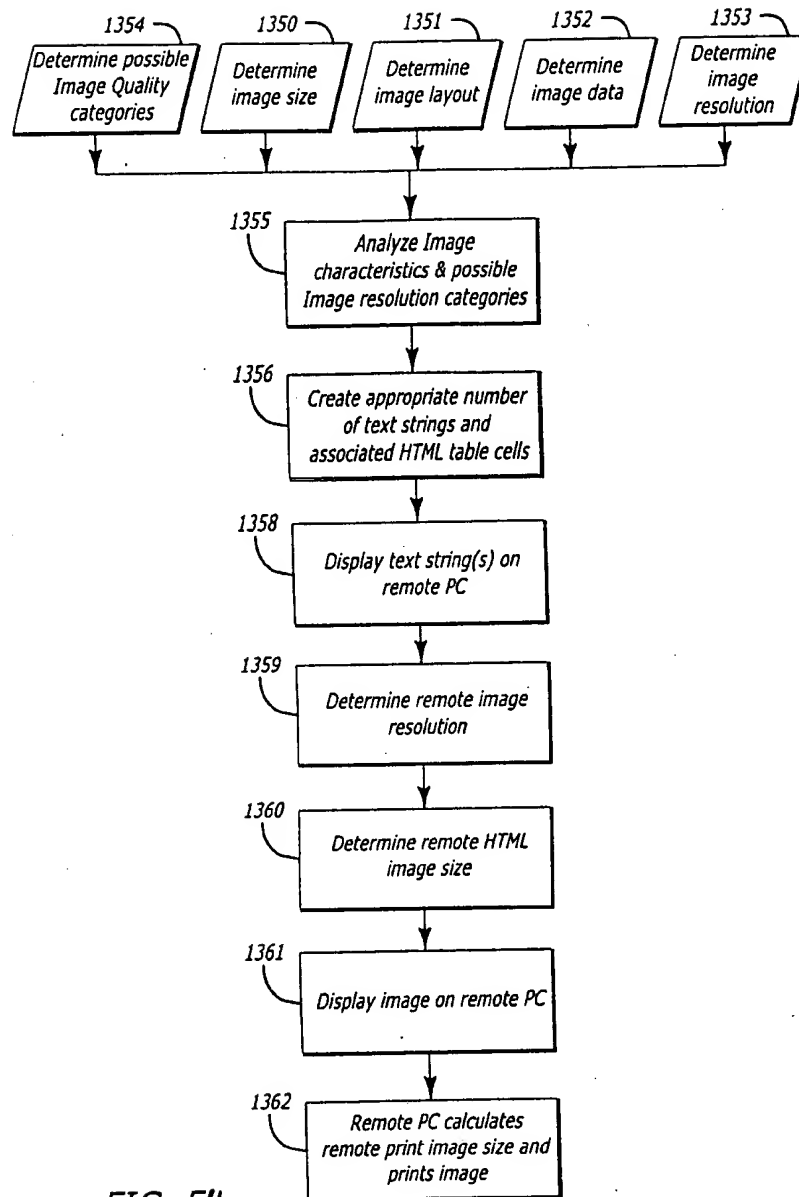 1354
1350
1351
1352
1353
Determine possible
Image Quality
categories
Determine
image size
Determine
image layout
Determine
image data
Determine
image
resolution
1355
Analyze Image
characteristics & possible
Image resolution categories
1356
Create appropriate number
of text strings and
associated HTML table cells
1358
Display text string(s) on
remote PC
1359
Determine remote image
resolution
1360
Determine remote HTML
image size
1361
Display image on remote PC
1362
Remote PC calculates
remote print image size and
prints image